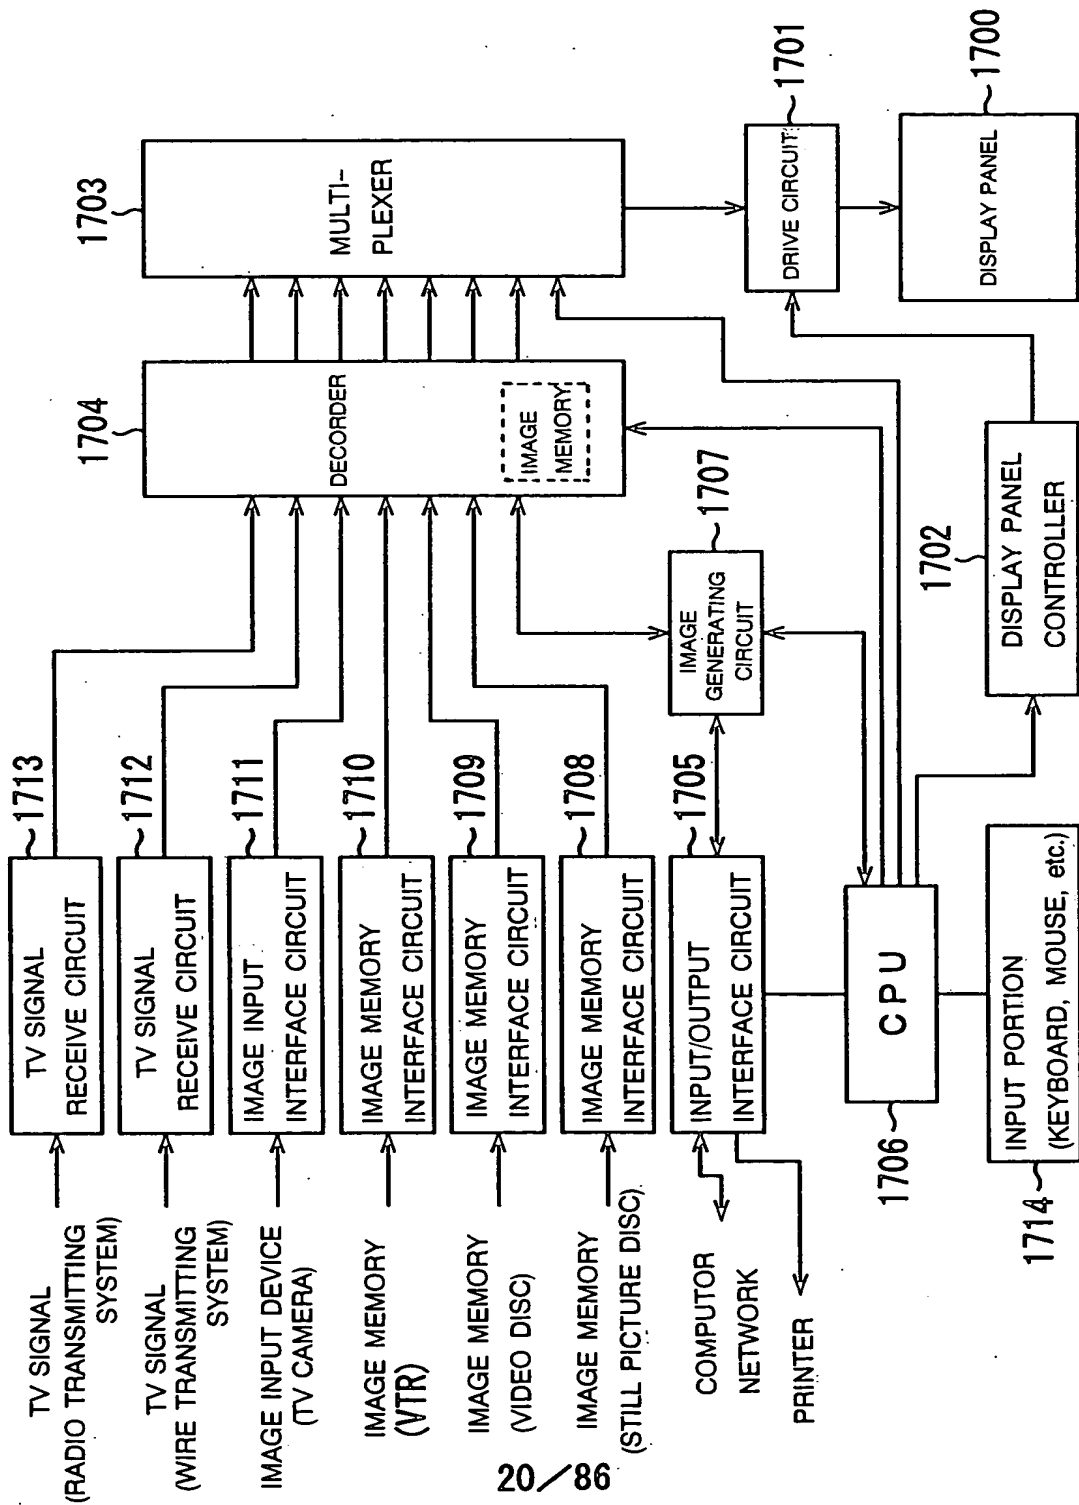 TV SIGNAL
(RADIO TRANSMITTING
SYSTEM)
TV SIGNAL
(WIRE TRANSMITTING
SYSTEM)
IMAGE INPUT DEVICE
(TV CAMERA)
IMAGE MEMORY
(VTR)
IMAGE MEMORY
(VIDEO DISC)
IMAGE MEMORY
(STILL PICTURE DISC)
COMPUTOR
NETWORK
PRINTER
1713
TV SIGNAL
RECEIVE CIRCUIT
1712
TV SIGNAL
RECEIVE CIRCUIT
1711
IMAGE INPUT
INTERFACE CIRCUIT
1710
IMAGE MEMORY
INTERFACE CIRCUIT
1709
IMAGE MEMORY
INTERFACE CIRCUIT
1708
IMAGE MEMORY
INTERFACE CIRCUIT
1705
INPUT/OUTPUT
INTERFACE CIRCUIT
1706
CPU
1714
INPUT PORTION
(KEYBOARD, MOUSE, etc.)
1707
IMAGE
GENERATING
CIRCUIT
1704
DECORDER
IMAGE
MEMORY
1702
DISPLAY PANEL
CONTROLLER
1703
MULTI-
PLEXER
1701
DRIVE CIRCUIT
1700
DISPLAY PANEL
20/86